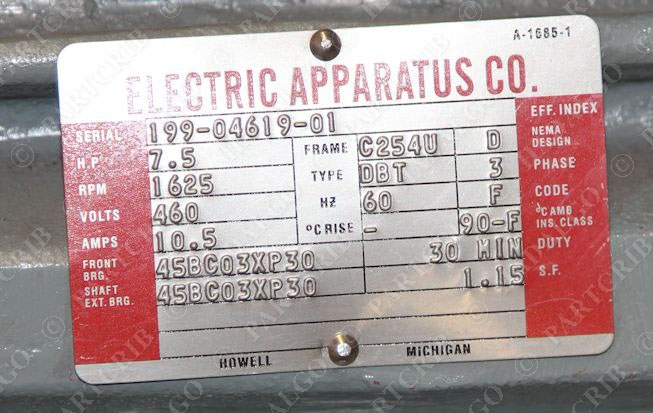 A-1685-1
ELECTRIC APPARATUS CO.
SERIAL 199-04619-01 EFF. INDEX
H.P. 7.5 FRAME C254U D NEMA DESIGN
RPM 1625 TYPE DBT 3 PHASE
VOLTS 460 HZ 60 F CODE
AMPS 10.5 °C RISE - 90-F °C AMB INS. CLASS
FRONT BRG. 45BC03XP30 30 MIN DUTY
SHAFT EXT. BRG. 45BC03XP30 1.15 S.F.
HOWELL MICHIGAN